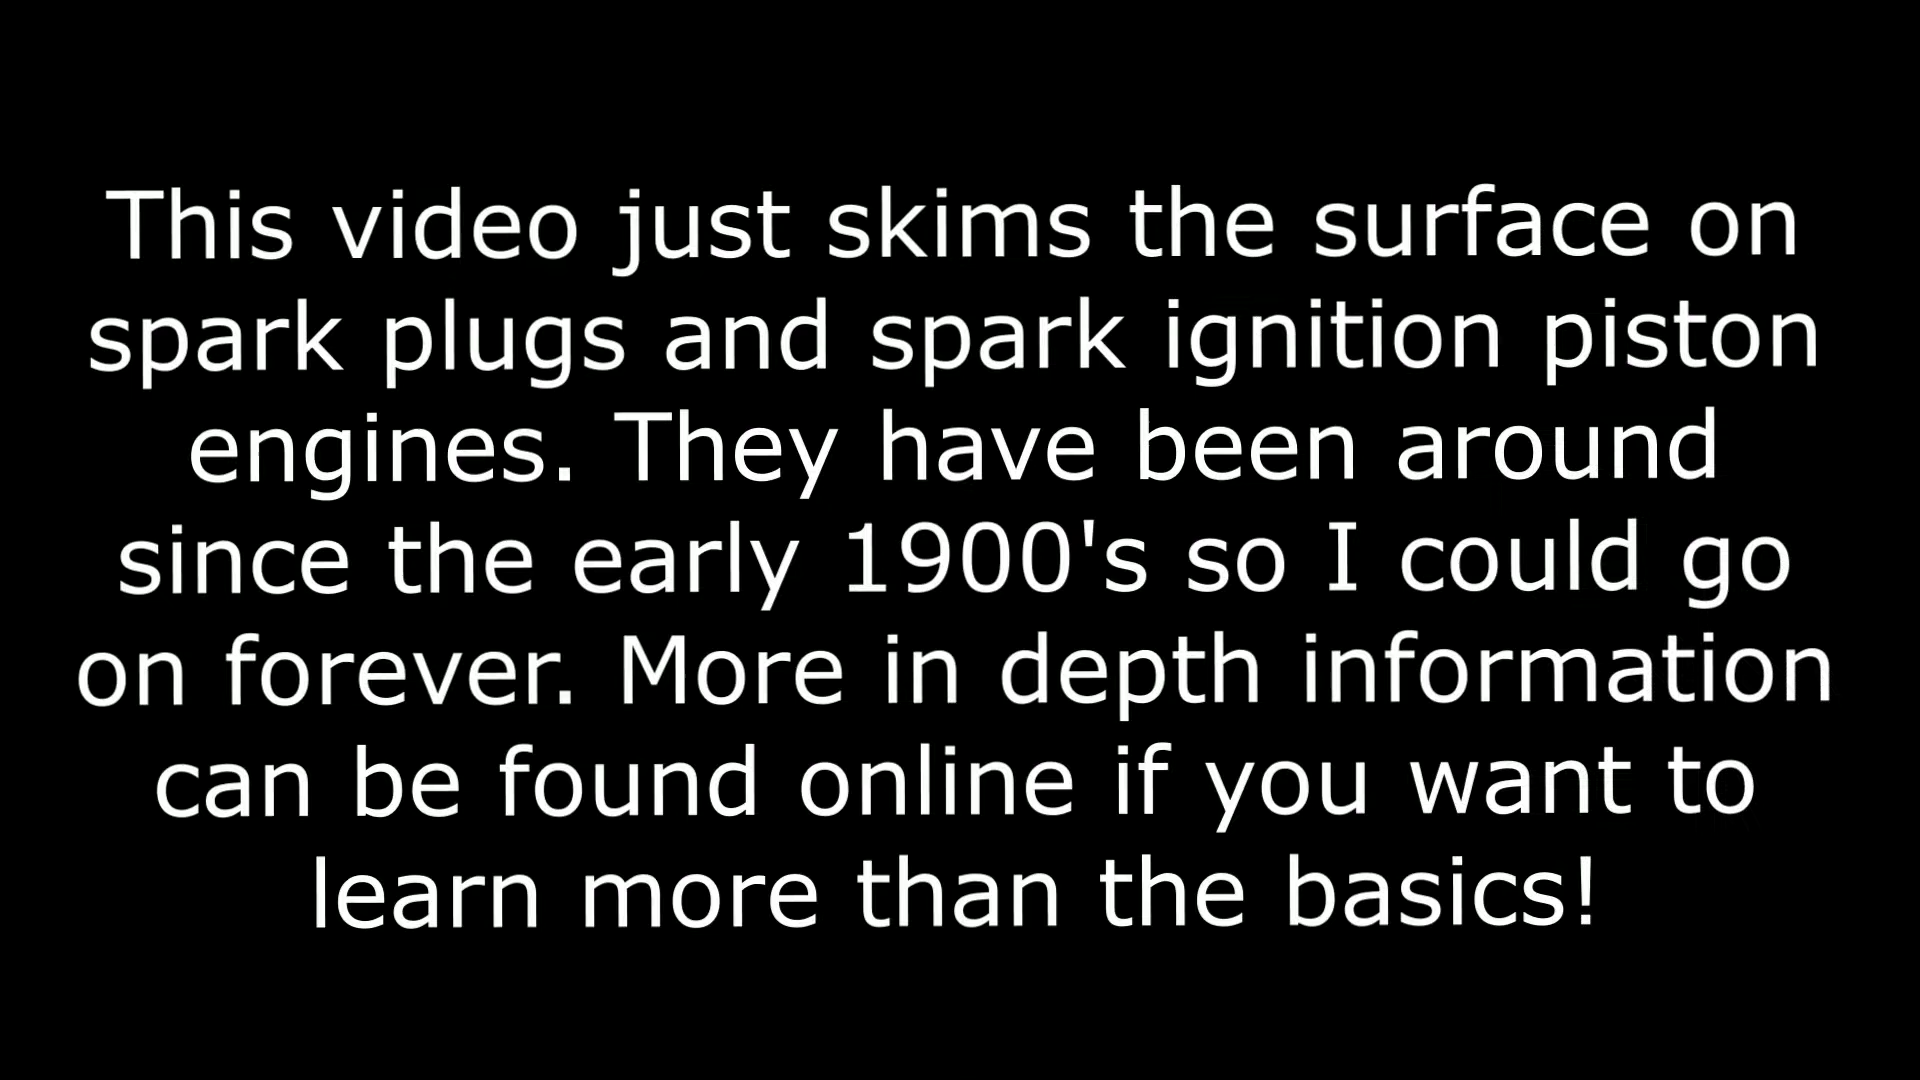 This video just skims the surface on
spark plugs and spark ignition piston
engines. They have been around
since the early 1900's so I could go
on forever. More in depth information
can be found online if you want to
learn more than the basics!